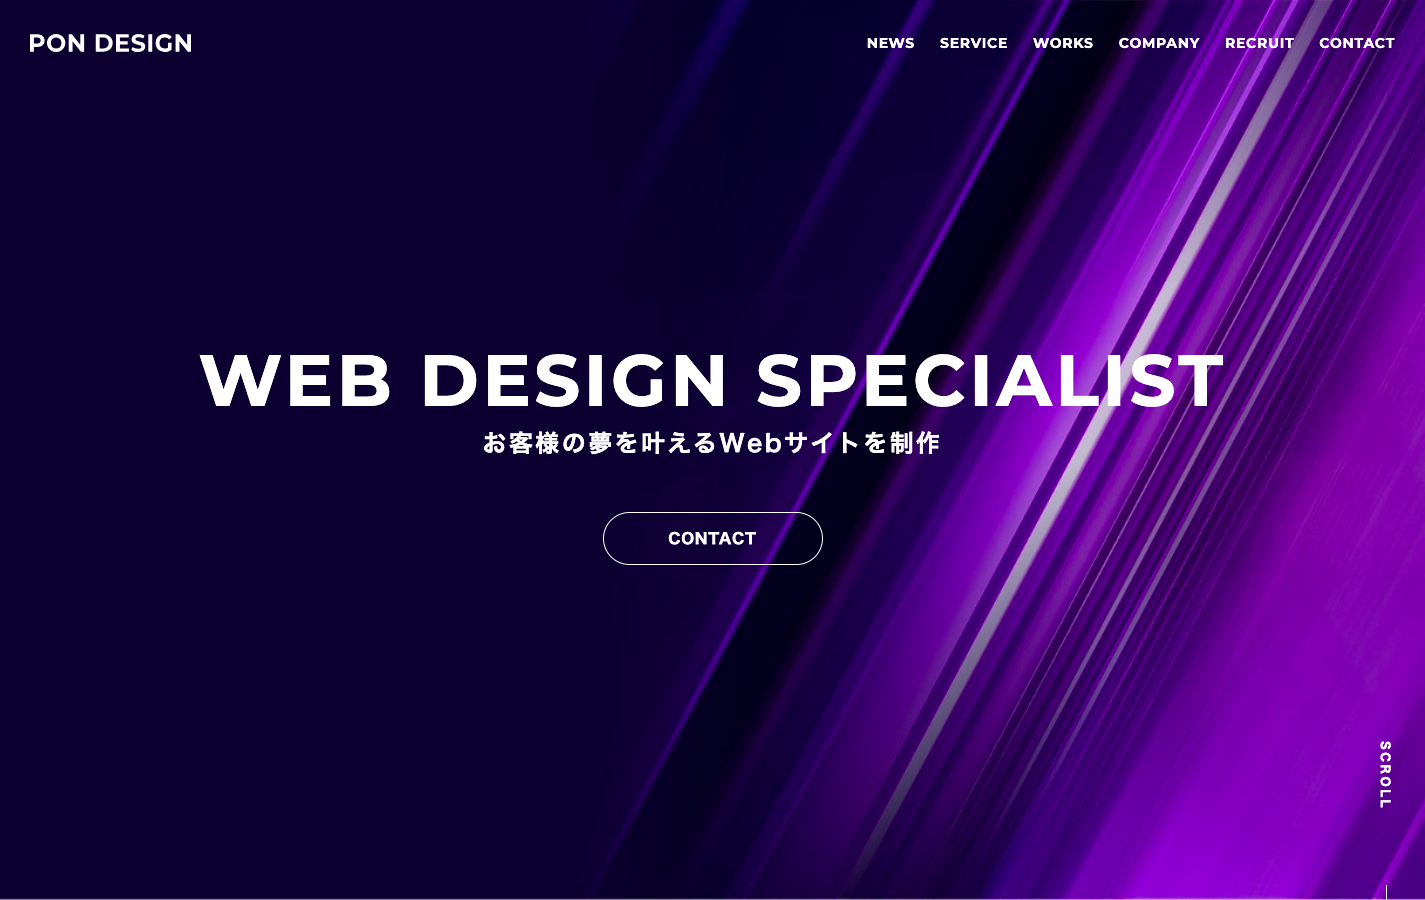 PON DESIGN
NEWS SERVICE WORKS COMPANY RECRUIT CONTACT
WEB DESIGN SPECIALIST
お客様の夢を叶えるWebサイトを制作
CONTACT
SCROLL